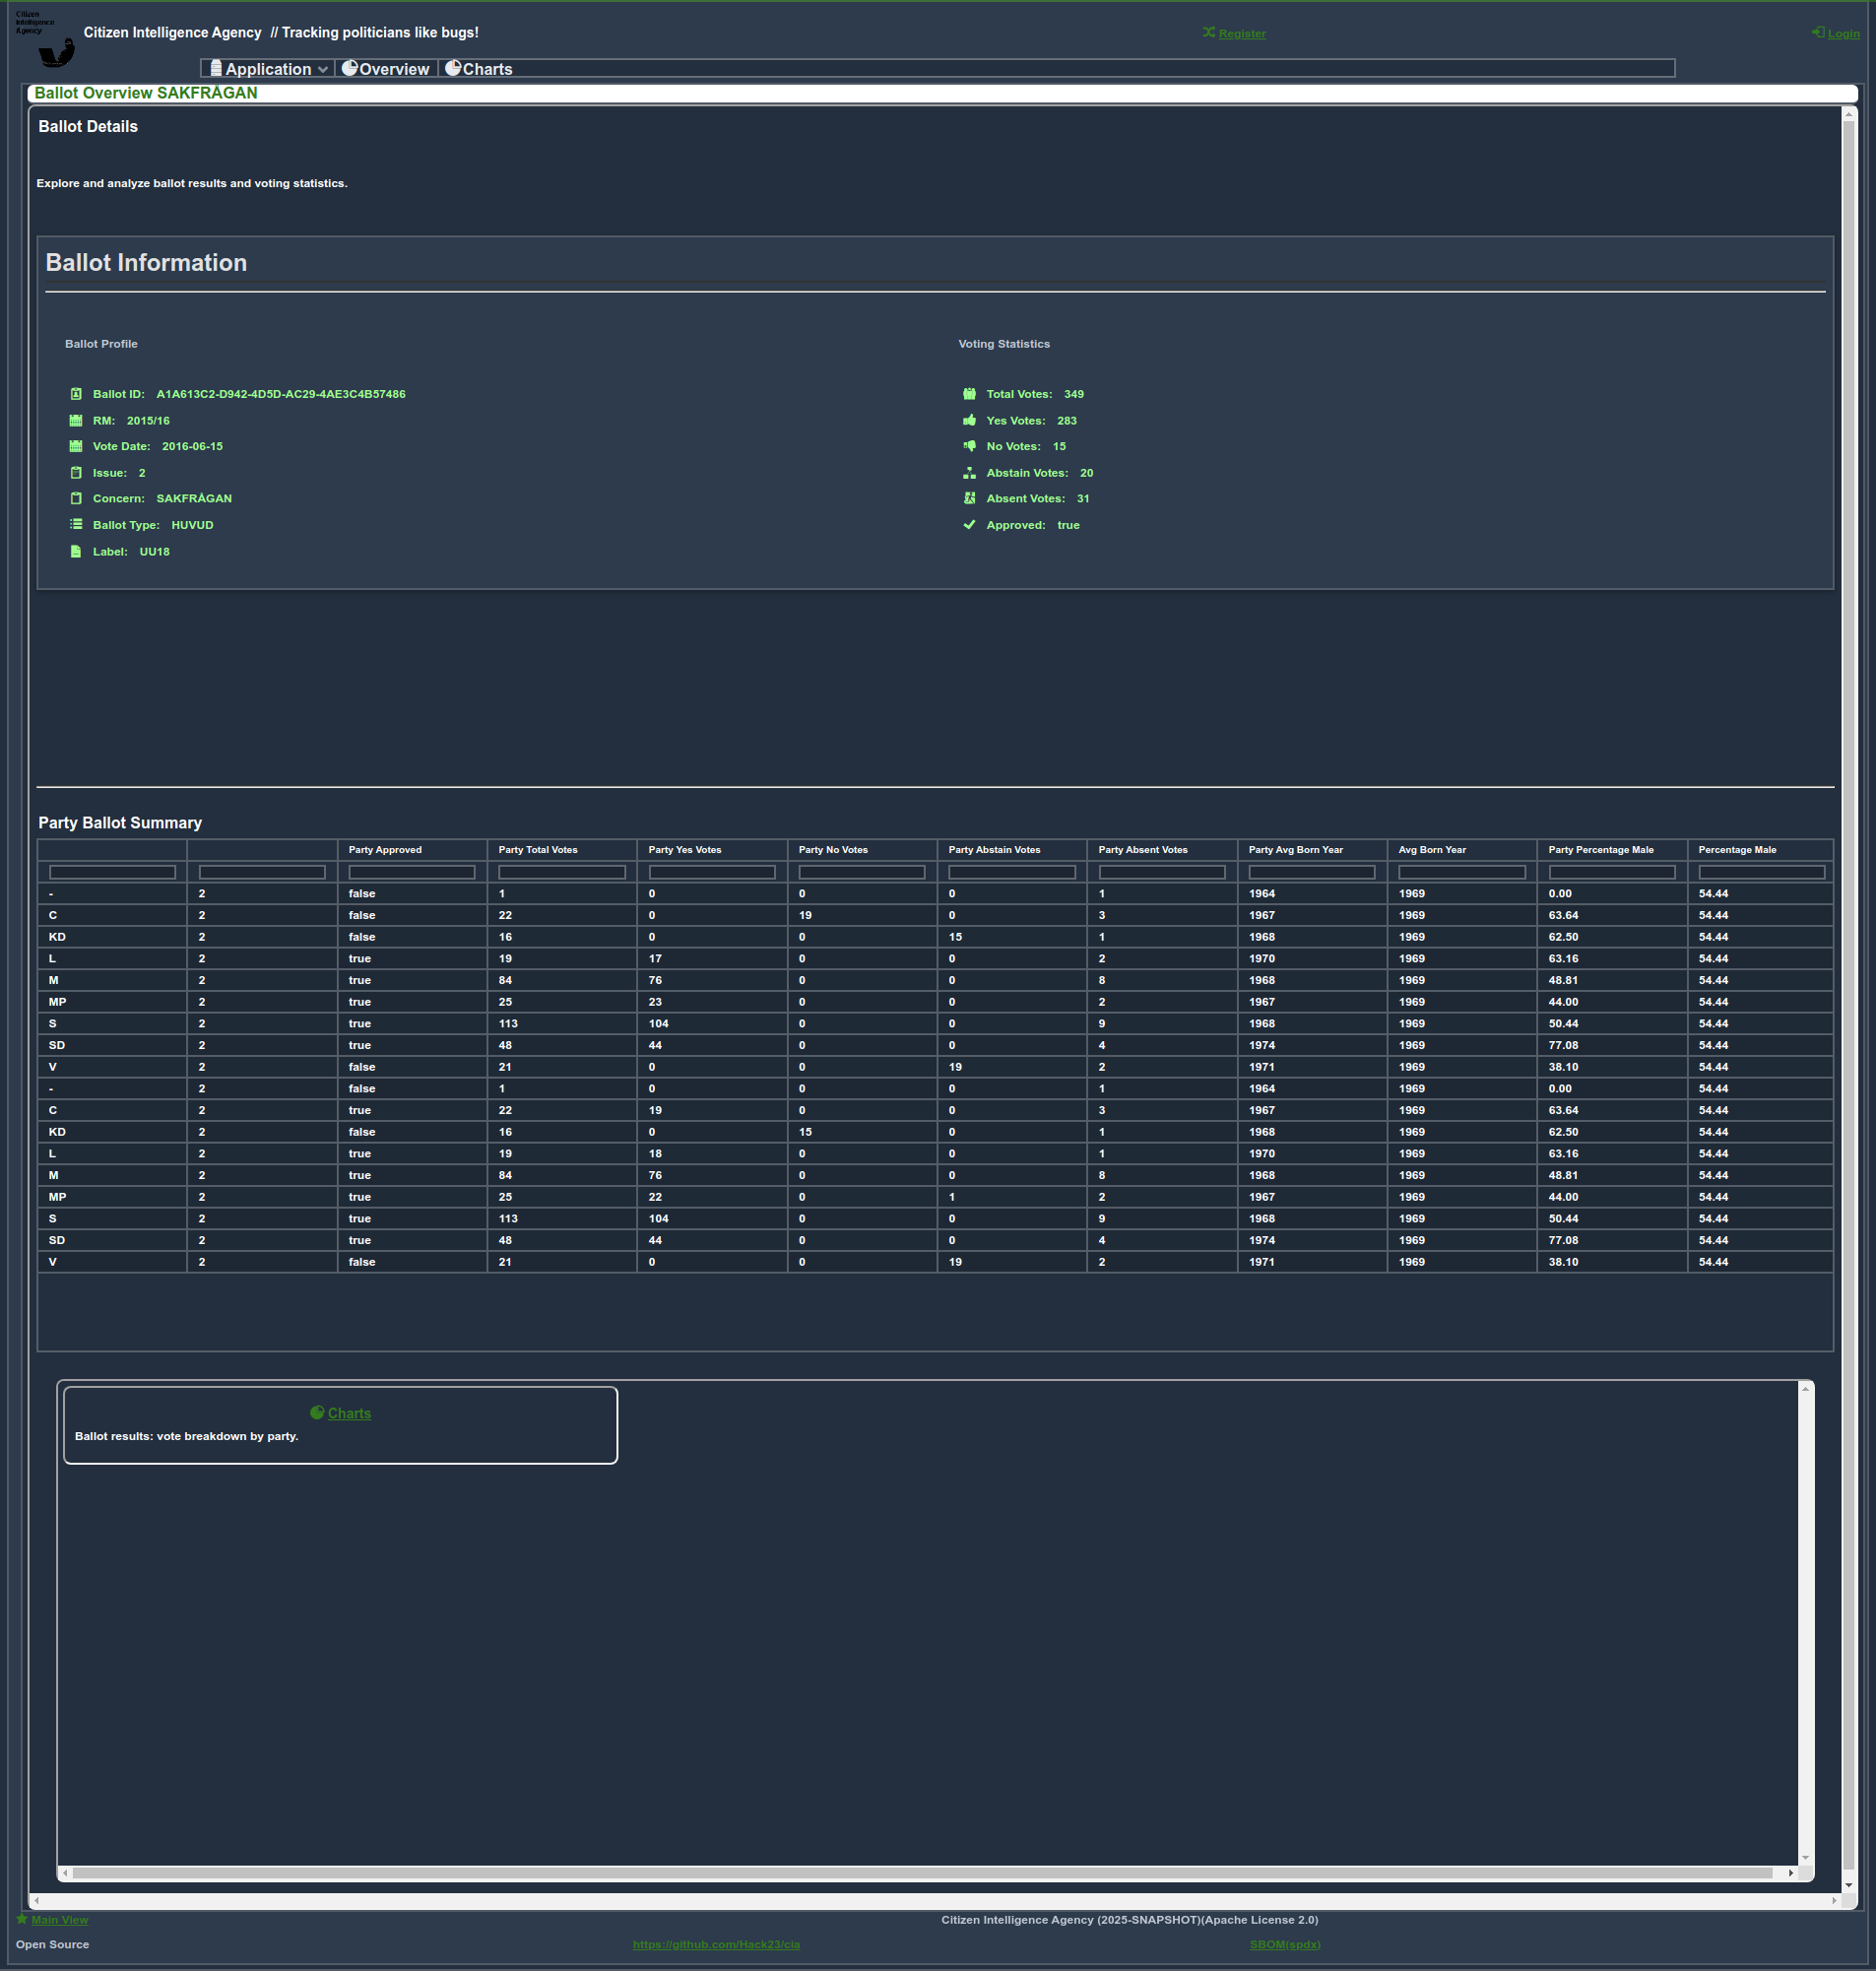 Citizen
Intelligence
Agency
Citizen Intelligence Agency // Tracking politicians like bugs!
Register
Login
Application
Overview
Charts
Ballot Overview SAKFRÅGAN
Ballot Details
Explore and analyze ballot results and voting statistics.
Ballot Information
Ballot Profile
Ballot ID: A1A613C2-D942-4D5D-AC29-4AE3C4B57486
RM: 2015/16
Vote Date: 2016-06-15
Issue: 2
Concern: SAKFRÅGAN
Ballot Type: HUVUD
Label: UU18
Voting Statistics
Total Votes: 349
Yes Votes: 283
No Votes: 15
Abstain Votes: 20
Absent Votes: 31
Approved: true
Party Ballot Summary
Party Approved Party Total Votes Party Yes Votes Party No Votes Party Abstain Votes Party Absent Votes Party Avg Born Year Avg Born Year Party Percentage Male Percentage Male
- 2 false 1 0 0 0 1 1964 1969 0.00 54.44
C 2 false 22 0 19 0 3 1967 1969 63.64 54.44
KD 2 false 16 0 0 15 1 1968 1969 62.50 54.44
L 2 true 19 17 0 0 2 1970 1969 63.16 54.44
M 2 true 84 76 0 0 8 1968 1969 48.81 54.44
MP 2 true 25 23 0 0 2 1967 1969 44.00 54.44
S 2 true 113 104 0 0 9 1968 1969 50.44 54.44
SD 2 true 48 44 0 0 4 1974 1969 77.08 54.44
V 2 false 21 0 0 19 2 1971 1969 38.10 54.44
- 2 false 1 0 0 0 1 1964 1969 0.00 54.44
C 2 true 22 19 0 0 3 1967 1969 63.64 54.44
KD 2 false 16 0 15 0 1 1968 1969 62.50 54.44
L 2 true 19 18 0 0 1 1970 1969 63.16 54.44
M 2 true 84 76 0 0 8 1968 1969 48.81 54.44
MP 2 true 25 22 0 1 2 1967 1969 44.00 54.44
S 2 true 113 104 0 0 9 1968 1969 50.44 54.44
SD 2 true 48 44 0 0 4 1974 1969 77.08 54.44
V 2 false 21 0 0 19 2 1971 1969 38.10 54.44
Charts
Ballot results: vote breakdown by party.
Main View
Citizen Intelligence Agency (2025-SNAPSHOT)(Apache License 2.0)
Open Source
https://github.com/Hack23/cia
SBOM(spdx)